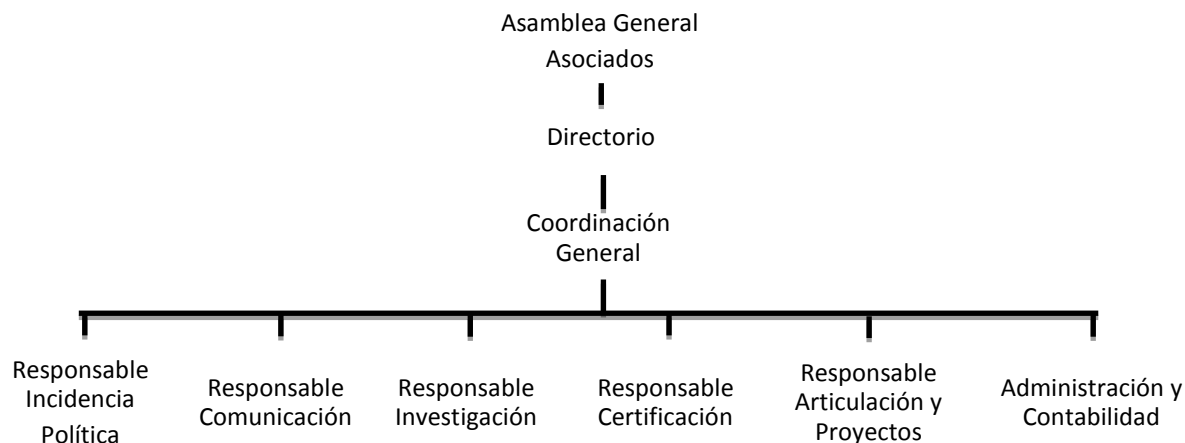 Asamblea General
Asociados
Directorio
Coordinación
General
Responsable
Incidencia
Política
Responsable
Comunicación
Responsable
Investigación
Responsable
Certificación
Responsable
Articulación y
Proyectos
Administración y
Contabilidad